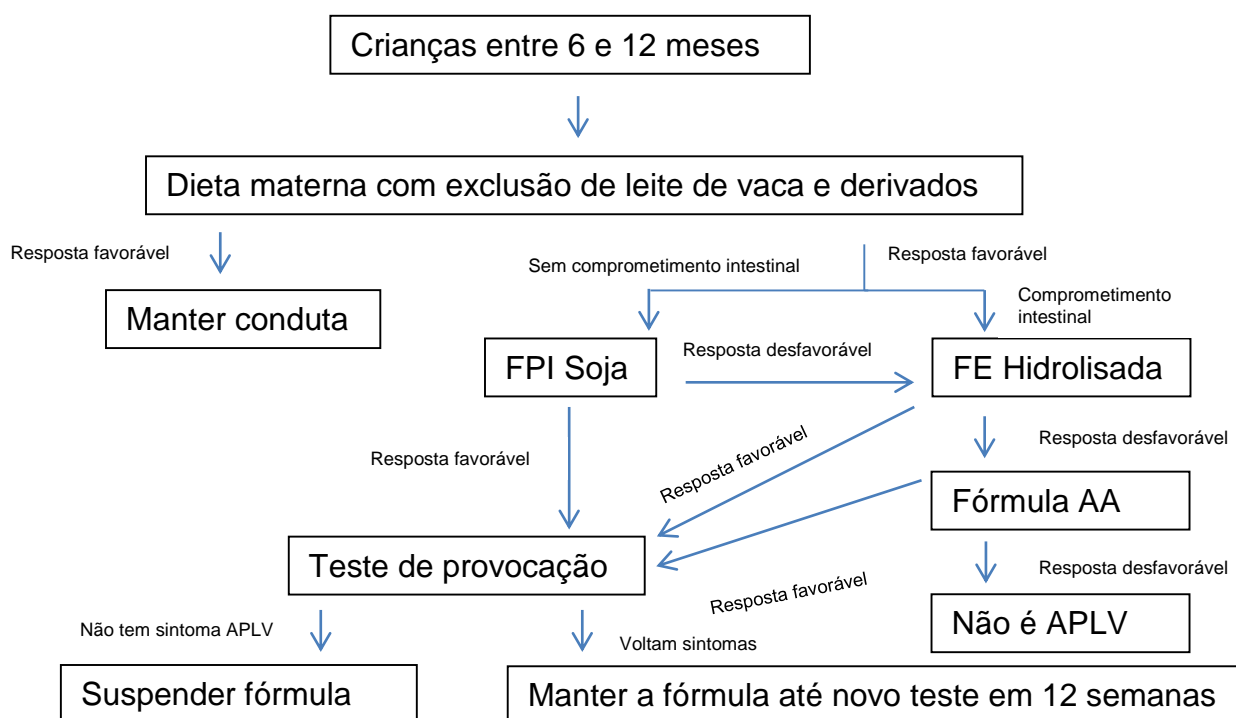 Crianças entre 6 e 12 meses
Dieta materna com exclusão de leite de vaca e derivados
Resposta favorável
Sem comprometimento intestinal
Resposta favorável
Comprometimento
intestinal
Manter conduta
FPI Soja
Resposta desfavorável
FE Hidrolisada
Resposta favorável
Resposta favorável
Resposta desfavorável
Fórmula AA
Teste de provocação
Resposta favorável
Resposta desfavorável
Não é APLV
Não tem sintoma APLV
Voltam sintomas
Suspender fórmula
Manter a fórmula até novo teste em 12 semanas